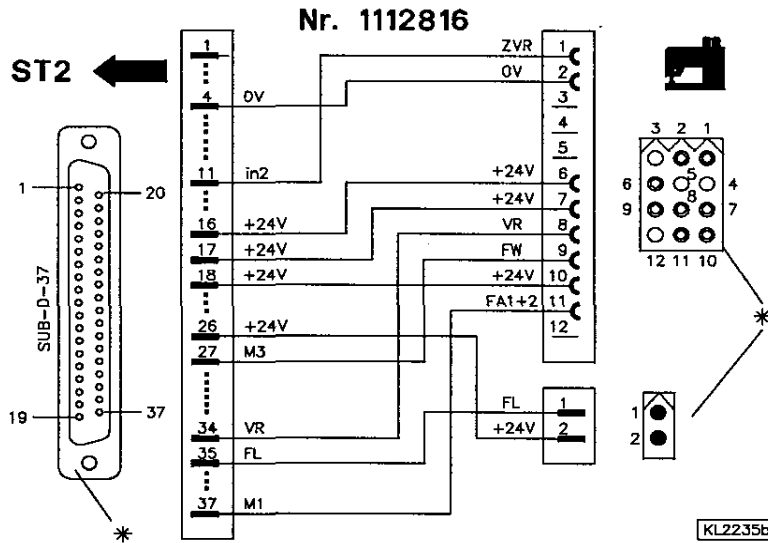 Nr. 1112816
ST2
SUB-D-37
1
20
19
37
*
1
4 0V
11 in2
16 +24V
17 +24V
18 +24V
26 +24V
27 M3
34 VR
35 FL
37 M1
ZVR 1
0V 2
3
4
5
+24V 6
+24V 7
VR 8
FW 9
+24V 10
FA1+2 11
12
FL 1
+24V 2
3 2 1
6 5 4
9 8 7
12 11 10
*
1
2
KL2235b